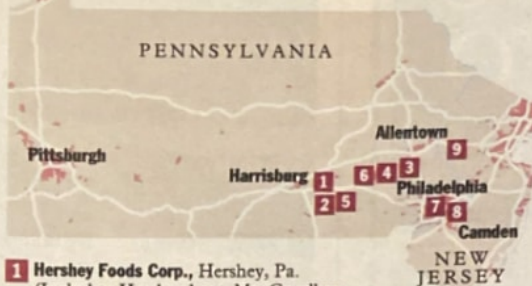 PENNSYLVANIA
Allentown
9
Pittsburgh
Harrisburg 1 6 4 3
Philadelphia
2 5
7 8
Camden
NEW
JERSEY
1 Hershey Foods Corp., Hershey, Pa.